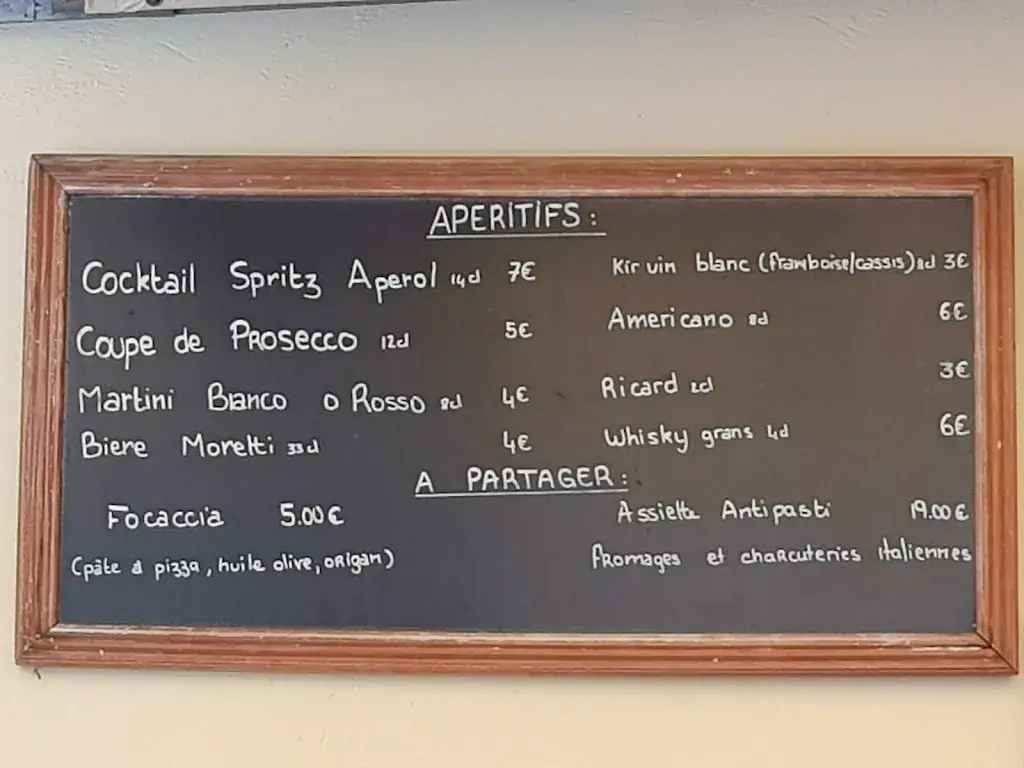 APERITIFS :
Cocktail Spritz Aperol 14cl 7€
Coupe de PROSECCO 12cl 5€
Martini Bianco o Rosso 8cl 4€
Biere Moretti 33cl 4€
Kir vin blanc (framboise/cassis) 8cl 3€
Americano 8cl 6€
Ricard 2cl 3€
Whisky grans 4cl 6€
A PARTAGER :
Focaccia 5.00€
(pâte à pizza, huile olive, origan)
Assiette Antipasti 19.00€
fromages et charcuteries italiennes